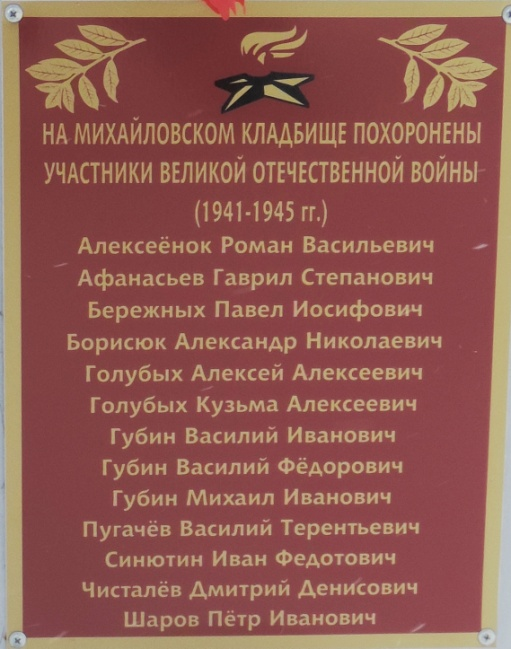 НА МИХАЙЛОВСКОМ КЛАДБИЩЕ ПОХОРОНЕНЫ
УЧАСТНИКИ ВЕЛИКОЙ ОТЕЧЕСТВЕННОЙ ВОЙНЫ
(1941-1945 гг.)
Алексеёнок Роман Васильевич
Афанасьев Гаврил Степанович
Бережных Павел Иосифович
Борисюк Александр Николаевич
Голубых Алексей Алексеевич
Голубых Кузьма Алексеевич
Губин Василий Иванович
Губин Василий Фёдорович
Губин Михаил Иванович
Пугачёв Василий Терентьевич
Синютин Иван Федотович
Чисталёв Дмитрий Денисович
Шаров Пётр Иванович